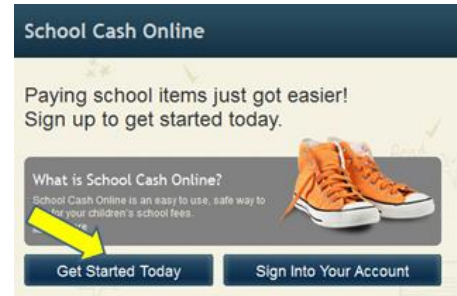 School Cash Online
Paying school items just got easier!
Sign up to get started today.
What is School Cash Online?
School Cash Online is an easy to use, safe way to
for your children's school fees.
Get Started Today
Sign Into Your Account